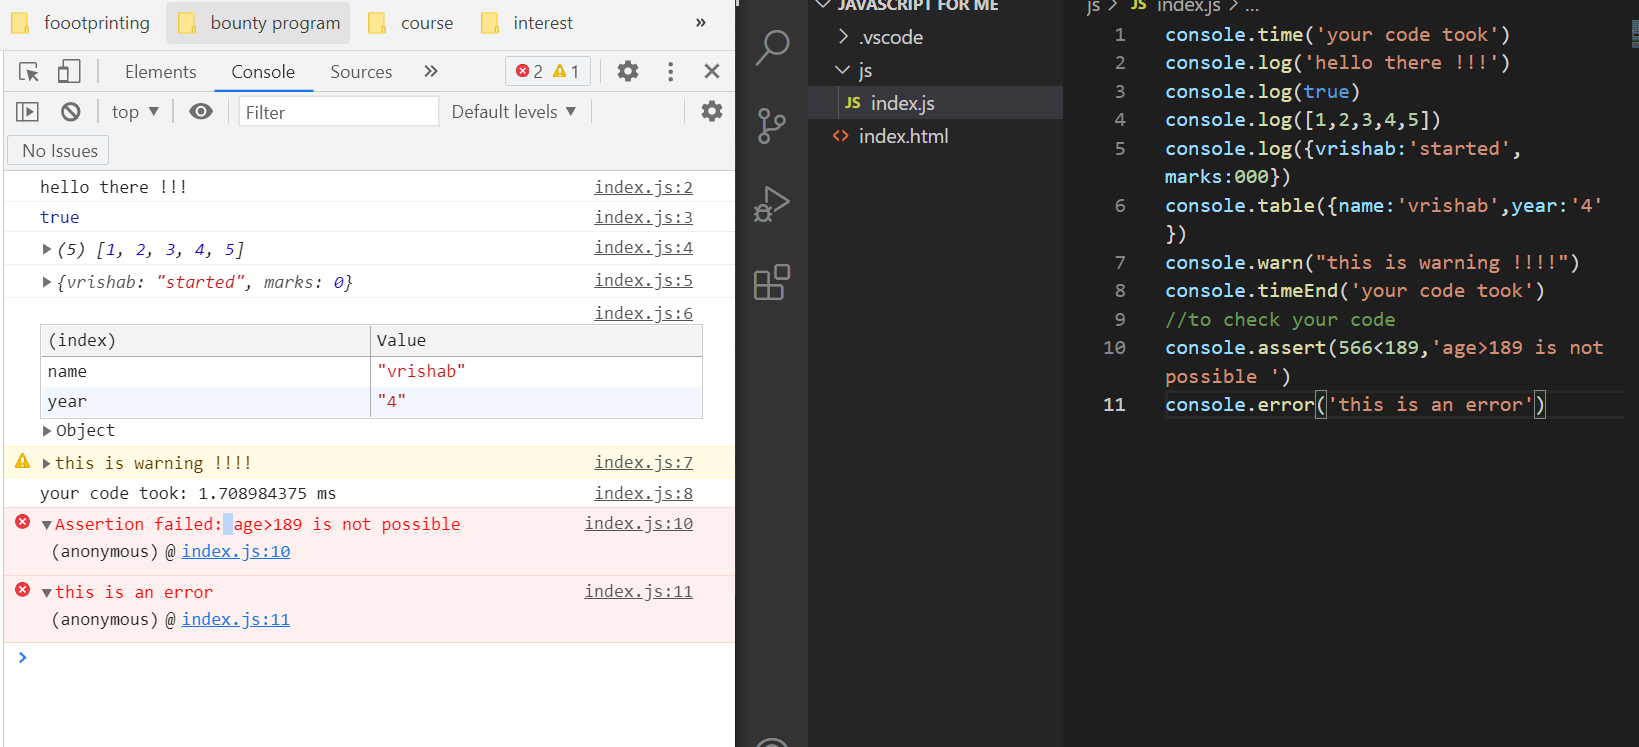 foootprinting bounty program course interest »
Elements Console Sources » 2 1
top Filter Default levels
No Issues
hello there !!! index.js:2
true index.js:3
(5) [1, 2, 3, 4, 5] index.js:4
{vrishab: "started", marks: 0} index.js:5
index.js:6
(index) Value
name "vrishab"
year "4"
Object
this is warning !!!! index.js:7
your code took: 1.708984375 ms index.js:8
Assertion failed: age>189 is not possible index.js:10
(anonymous) @ index.js:10
this is an error index.js:11
(anonymous) @ index.js:11
JAVASCRIPT FOR ME
.vscode
js
JS index.js
<> index.html
js > JS index.js > ...
1 console.time('your code took')
2 console.log('hello there !!!')
3 console.log(true)
4 console.log([1,2,3,4,5])
5 console.log({vrishab:'started',
marks:000})
6 console.table({name:'vrishab',year:'4'
})
7 console.warn("this is warning !!!!")
8 console.timeEnd('your code took')
9 //to check your code
10 console.assert(566<189,'age>189 is not
possible ')
11 console.error('this is an error')